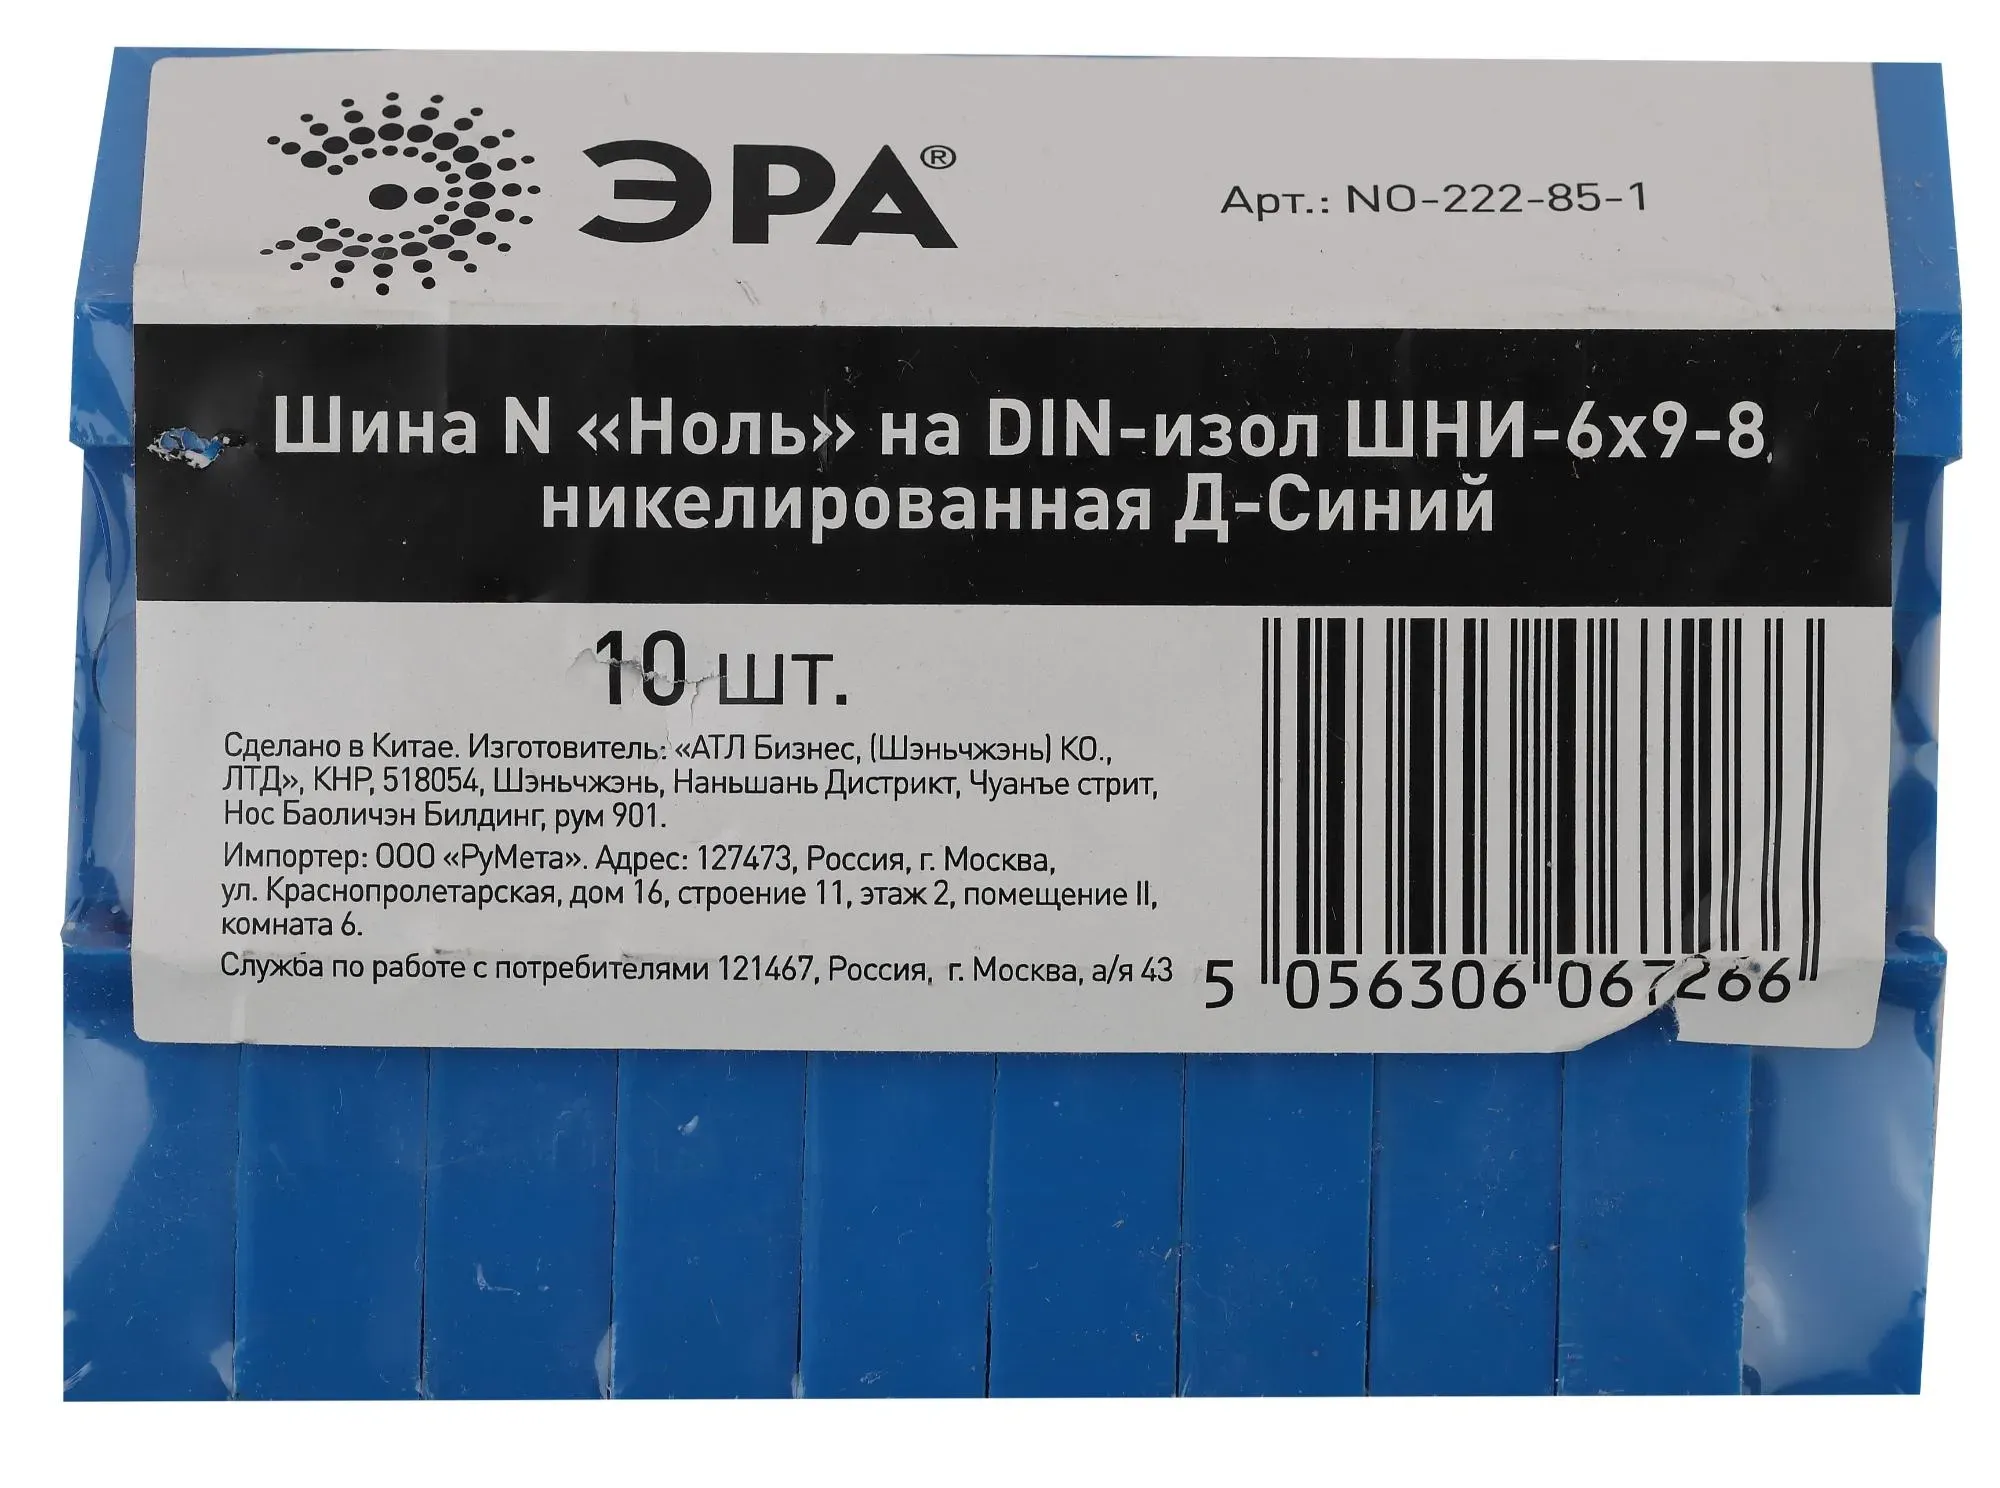 ЭРА®
Арт.: NO-222-85-1
Шина N «Ноль» на DIN-изол ШНИ-6х9-8,
никелированная Д-Синий
10 шт.
Сделано в Китае. Изготовитель: «АТЛ Бизнес, (Шэньчжэнь) КО.,
ЛТД», КНР, 518054, Шэньчжэнь, Наньшань Дистрикт, Чуанъе стрит,
Нос Баоличэн Билдинг, рум 901.
Импортер: ООО «РуМета». Адрес: 127473, Россия, г. Москва,
ул. Краснопролетарская, дом 16, строение 11, этаж 2, помещение II,
комната 6.
Служба по работе с потребителями 121467, Россия, г. Москва, а/я 43
5 056306 067266